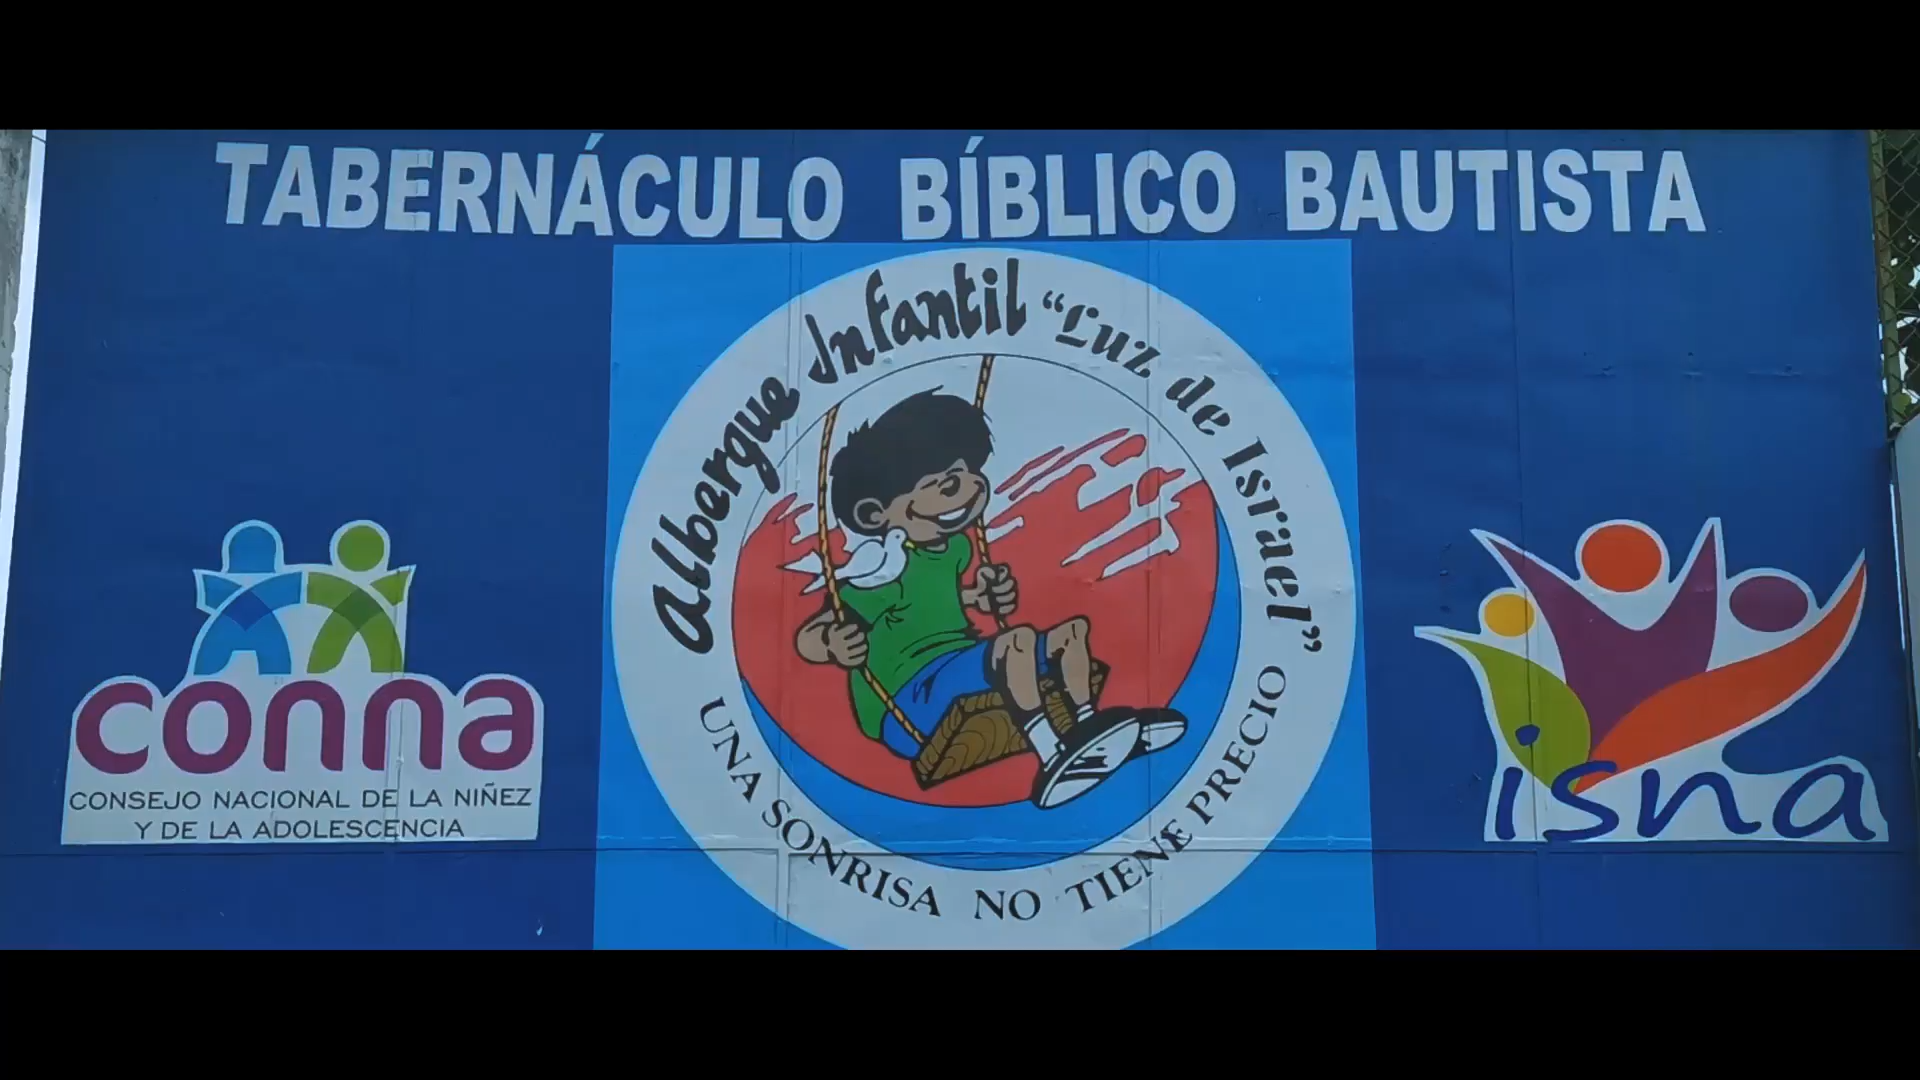 TABERNÁCULO BÍBLICO BAUTISTA
Albergue Infantil “Luz de Israel”
UNA SONRISA NO TIENE PRECIO
conna
CONSEJO NACIONAL DE LA NIÑEZ
Y DE LA ADOLESCENCIA
isna